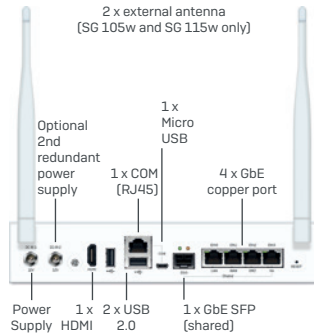 2 x external antenna
(SG 105w and SG 115w only)
Optional
2nd
redundant
power
supply
1 x COM
(RJ45)
1 x
Micro
USB
4 x GbE
copper port
Power
Supply
1 x
HDMI
2 x USB
2.0
1 x GbE SFP
(shared)